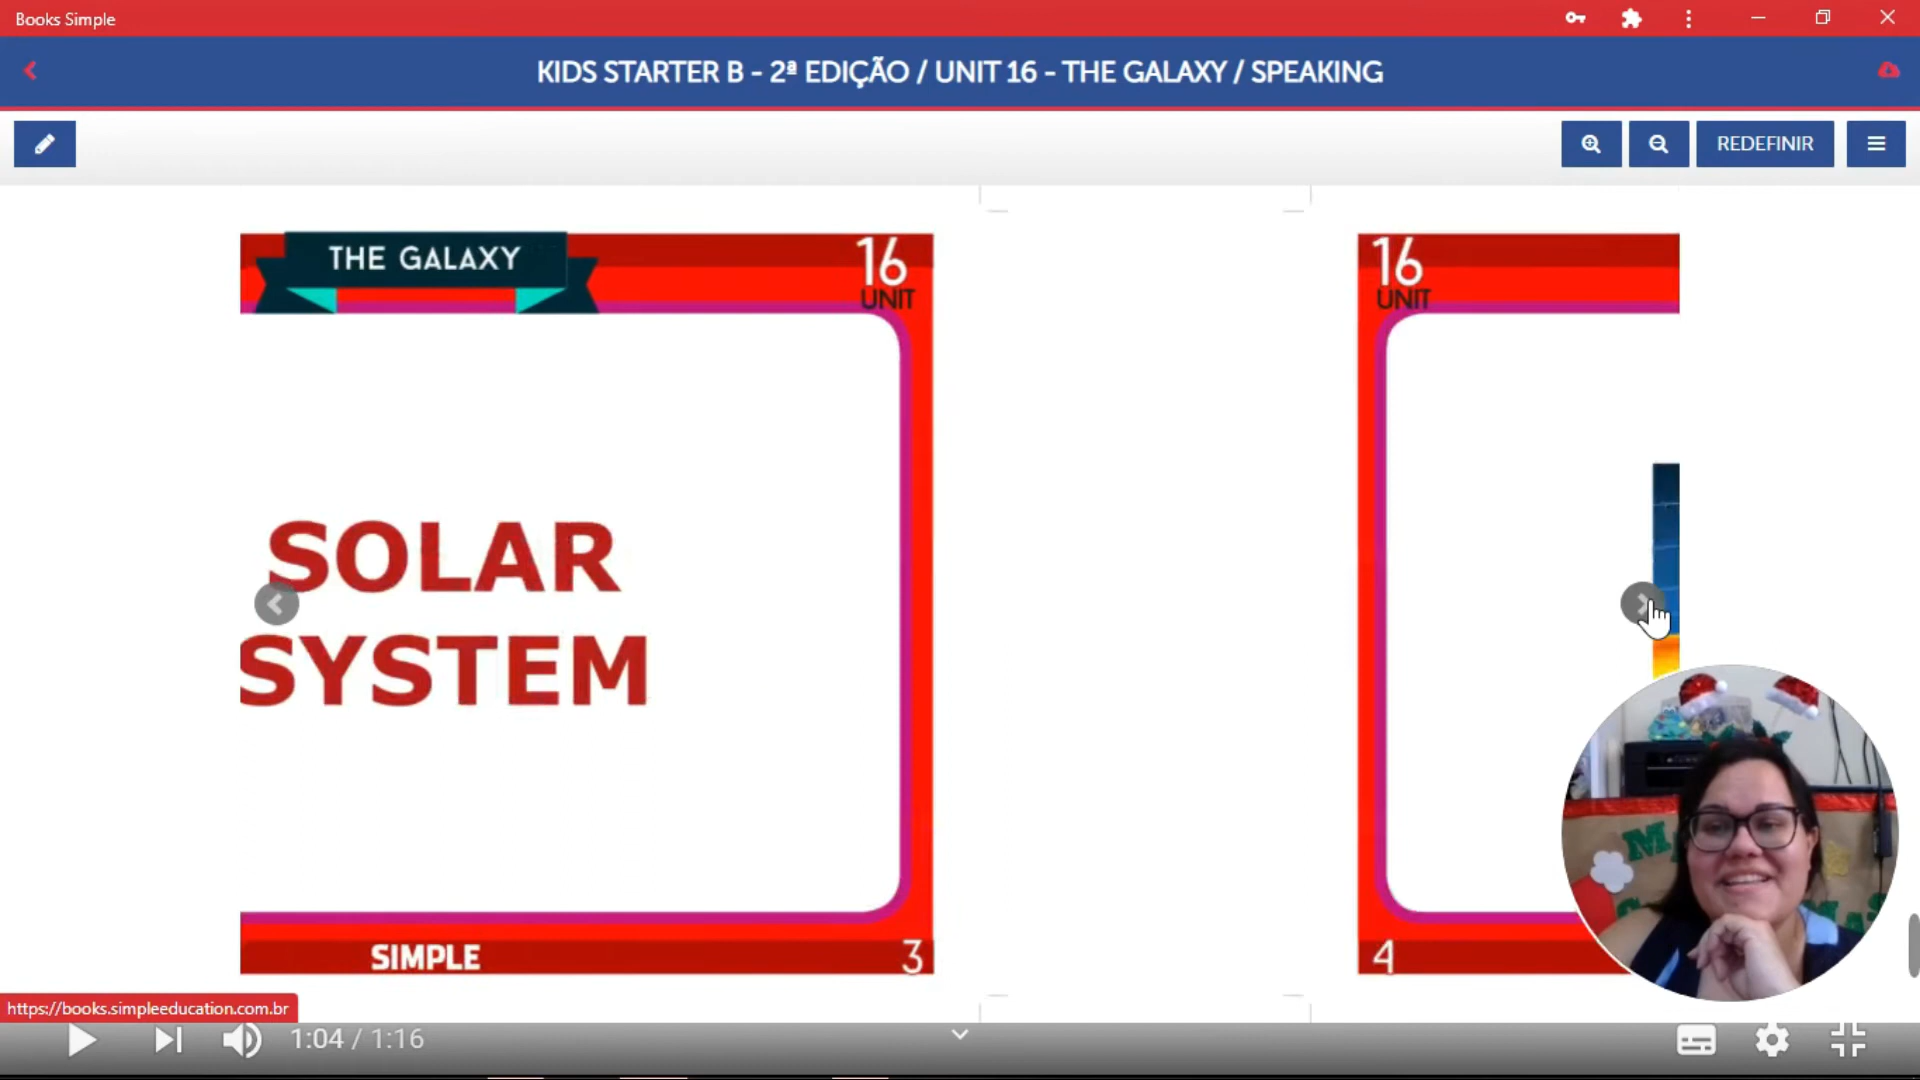 Books Simple
KIDS STARTER B - 2ª EDIÇÃO / UNIT 16 - THE GALAXY / SPEAKING
REDEFINIR
THE GALAXY
16
UNIT
SOLAR
SYSTEM
SIMPLE
3
16
UNIT
4
https://books.simpleeducation.com.br
1:04 / 1:16